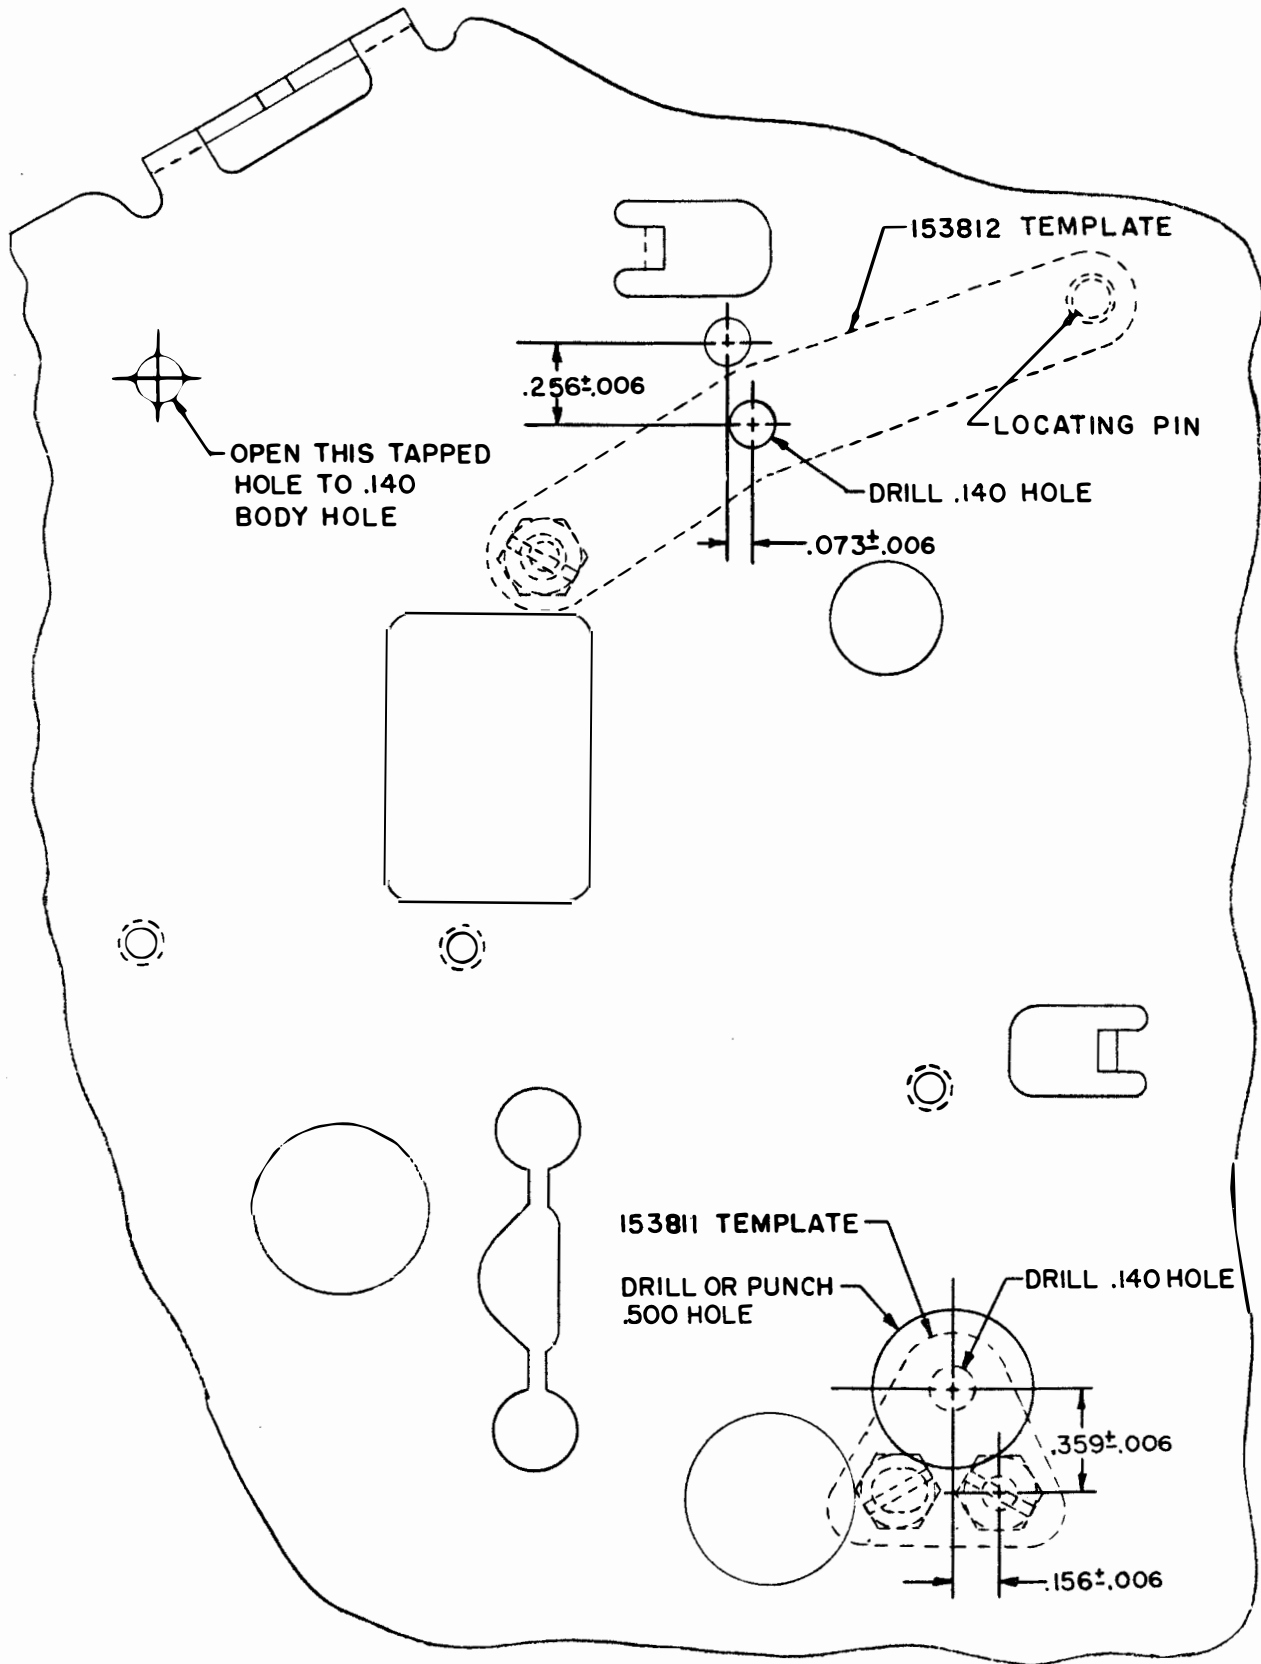 153812 TEMPLATE
.256±.006
LOCATING PIN
OPEN THIS TAPPED
HOLE TO .140
BODY HOLE
DRILL .140 HOLE
.073±.006
153811 TEMPLATE
DRILL OR PUNCH
.500 HOLE
DRILL .140 HOLE
.359±.006
.156±.006